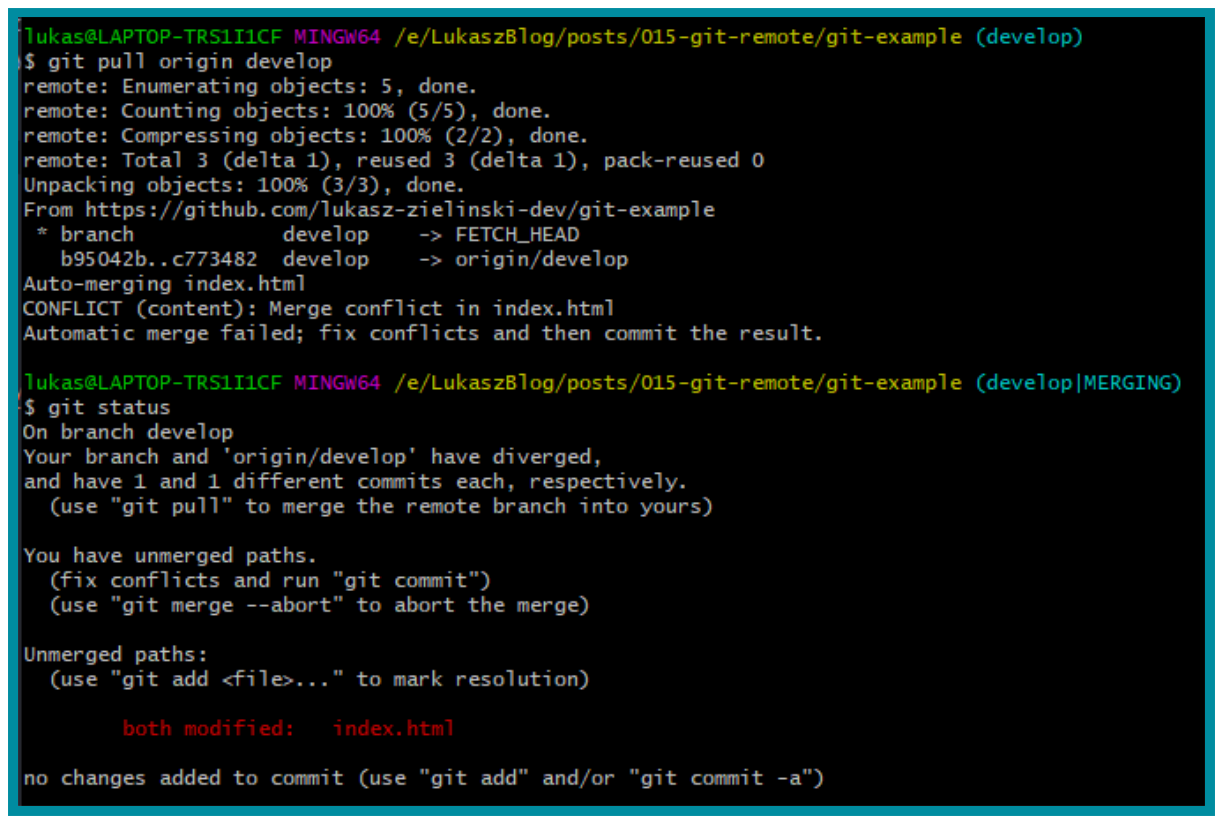 lukas@LAPTOP-TRS1I1CF MINGW64 /e/LukaszBlog/posts/015-git-remote/git-example (develop)
$ git pull origin develop
remote: Enumerating objects: 5, done.
remote: Counting objects: 100% (5/5), done.
remote: Compressing objects: 100% (2/2), done.
remote: Total 3 (delta 1), reused 3 (delta 1), pack-reused 0
Unpacking objects: 100% (3/3), done.
From https://github.com/lukasz-zielinski-dev/git-example
 * branch            develop    -> FETCH_HEAD
   b95042b..c773482  develop    -> origin/develop
Auto-merging index.html
CONFLICT (content): Merge conflict in index.html
Automatic merge failed; fix conflicts and then commit the result.
lukas@LAPTOP-TRS1I1CF MINGW64 /e/LukaszBlog/posts/015-git-remote/git-example (develop|MERGING)
$ git status
On branch develop
Your branch and 'origin/develop' have diverged,
and have 1 and 1 different commits each, respectively.
  (use "git pull" to merge the remote branch into yours)
You have unmerged paths.
  (fix conflicts and run "git commit")
  (use "git merge --abort" to abort the merge)
Unmerged paths:
  (use "git add <file>..." to mark resolution)
        both modified:   index.html
no changes added to commit (use "git add" and/or "git commit -a")